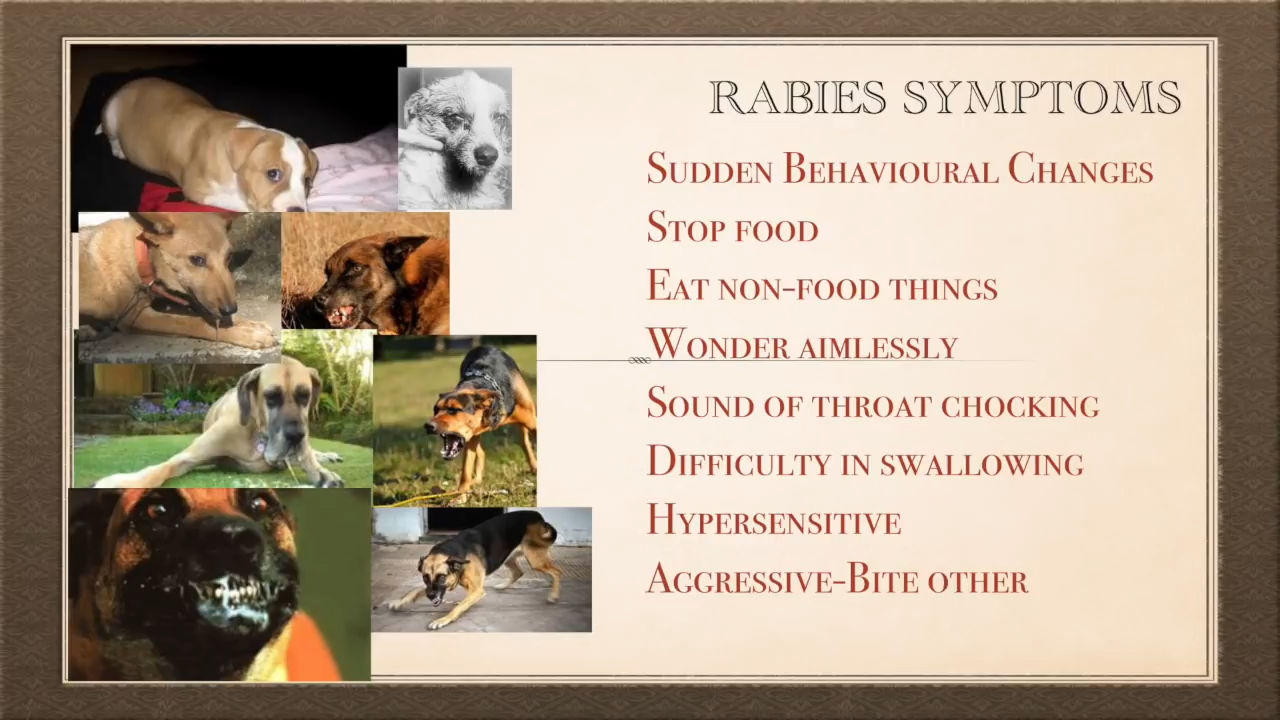 RABIES SYMPTOMS
Sudden Behavioural Changes
Stop food
Eat non-food things
Wonder aimlessly
Sound of throat chocking
Difficulty in swallowing
Hypersensitive
Aggressive-Bite other